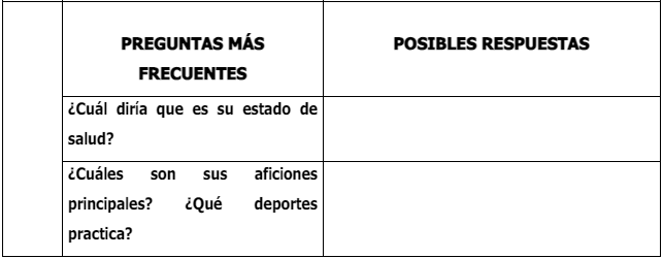 PREGUNTAS MÁS
FRECUENTES
POSIBLES RESPUESTAS
¿Cuál diría que es su estado de
salud?
¿Cuáles son sus aficiones
principales? ¿Qué deportes
practica?